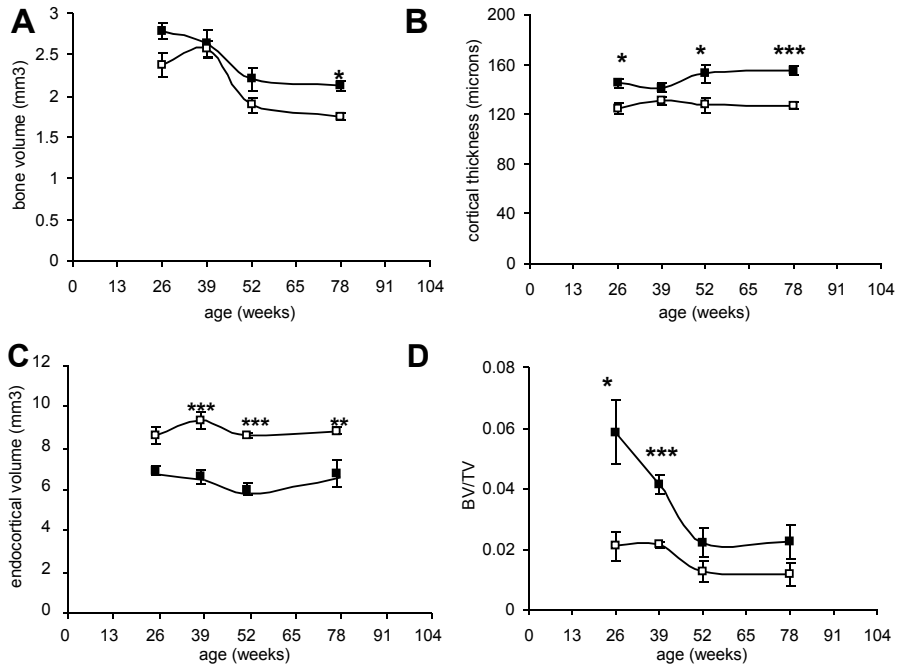 A
bone volume (mm3)
3
2.5
2
1.5
1
0.5
0
*
0 13 26 39 52 65 78 91 104
age (weeks)
B
cortical thickness (microns)
200
160
120
80
40
0
* * ***
0 13 26 39 52 65 78 91 104
age (weeks)
C
endocortical volume (mm3)
12
10
8
6
4
2
0
*** *** **
0 13 26 39 52 65 78 91 104
age (weeks)
D
BV/TV
0.08
0.06
0.04
0.02
0
*
***
0 13 26 39 52 65 78 91 104
age (weeks)